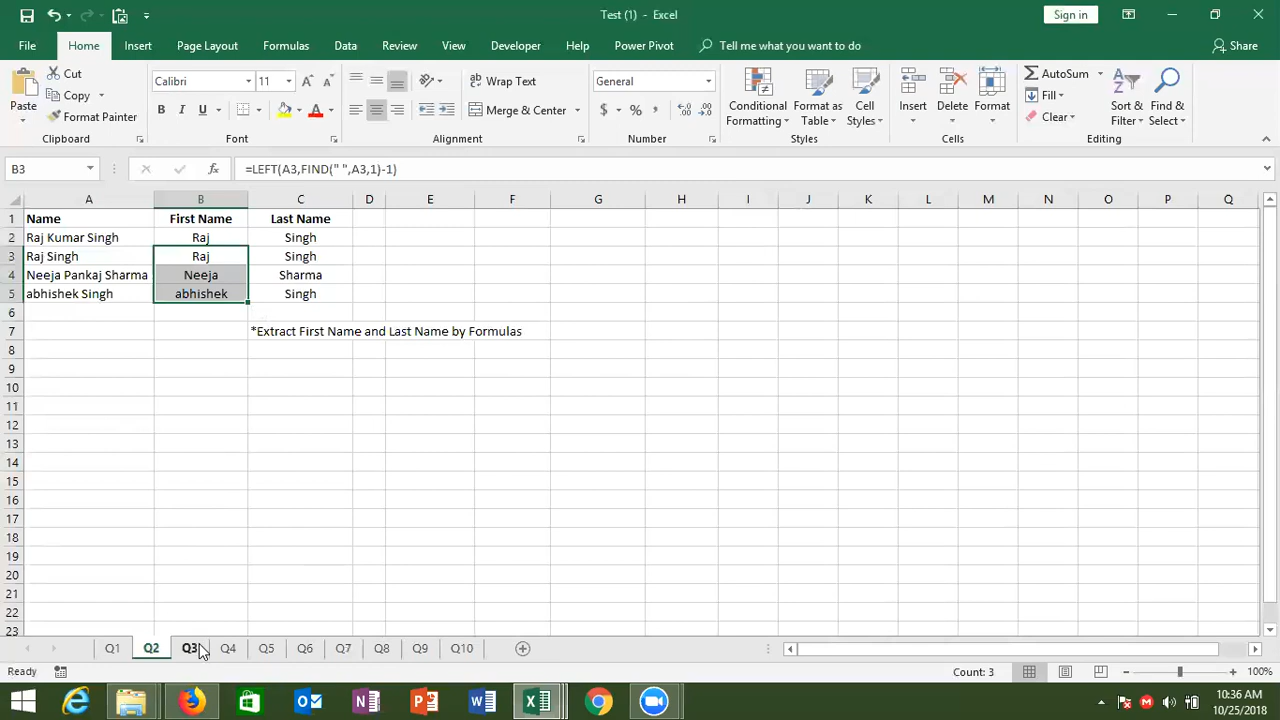 Test (1) - Excel
Sign in
File Home Insert Page Layout Formulas Data Review View Developer Help Power Pivot Tell me what you want to do Share
Paste Cut Copy Format Painter Clipboard
Calibri 11 B I U A Font
Wrap Text Merge & Center Alignment
General $ % , Number
Conditional Formatting Format as Table Cell Styles Styles
Insert Delete Format Cells
AutoSum Fill Clear Sort & Filter Find & Select Editing
B3 fx =LEFT(A3,FIND(" ",A3,1)-1)
A B C D E F G H I J K L M N O P Q
1 Name First Name Last Name
2 Raj Kumar Singh Raj Singh
3 Raj Singh Raj Singh
4 Neeja Pankaj Sharma Neeja Sharma
5 abhishek Singh abhishek Singh
6
7 *Extract First Name and Last Name by Formulas
8
9
10
11
12
13
14
15
16
17
18
19
20
21
22
23
Q1 Q2 Q3 Q4 Q5 Q6 Q7 Q8 Q9 Q10
Ready Count: 3 100%
10:36 AM
10/25/2018